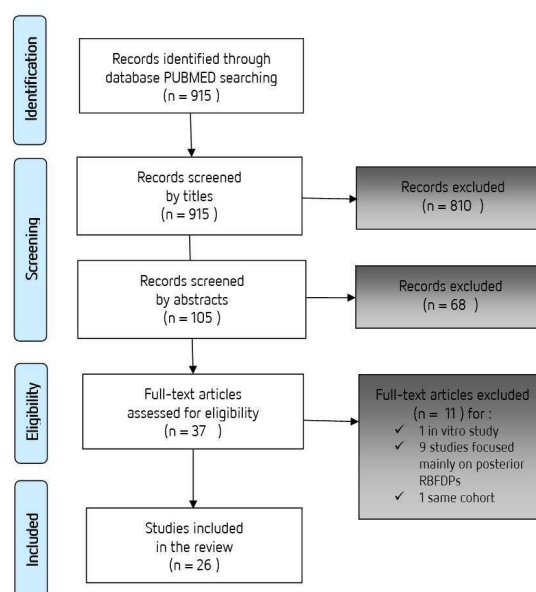 Identification
Records identified through
database PUBMED searching
(n = 915)
Screening
Records screened
by titles
(n = 915)
Records excluded
(n = 810 )
Records screened
by abstracts
(n = 105)
Records excluded
(n = 68 )
Eligibility
Full-text articles
assessed for eligibility
(n = 37 )
Full-text articles excluded
(n = 11 ) for :
✓ 1 in vitro study
✓ 9 studies focused
mainly on posterior
RBFDPs
✓ 1 same cohort
Included
Studies included
in the review
(n = 26 )